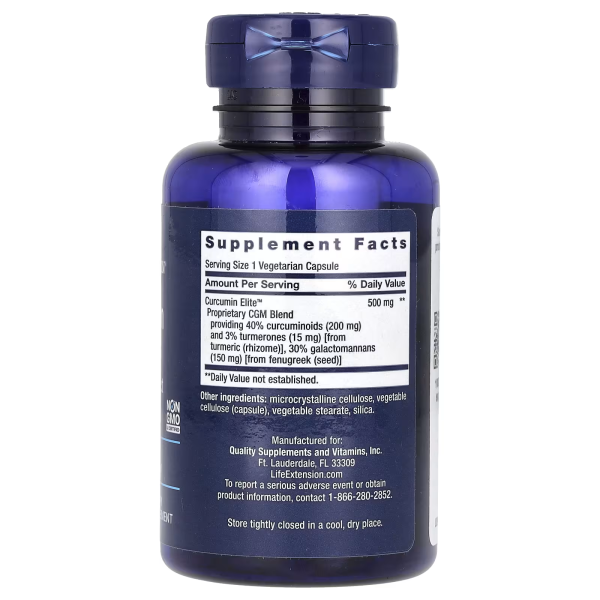 Supplement Facts
Serving Size 1 Vegetarian Capsule
Amount Per Serving % Daily Value
Curcumin Elite™ 500 mg **
Proprietary CGM Blend
providing 40% curcuminoids (200 mg)
and 3% turmerones (15 mg) [from
turmeric (rhizome)], 30% galactomannans
(150 mg) [from fenugreek (seed)]
**Daily Value not established.
Other ingredients: microcrystalline cellulose, vegetable
cellulose (capsule), vegetable stearate, silica.
NON
GMO
Manufactured for:
Quality Supplements and Vitamins, Inc.
Ft. Lauderdale, FL 33309
LifeExtension.com
To report a serious adverse event or obtain
product information, contact 1-866-280-2852.
Store tightly closed in a cool, dry place.